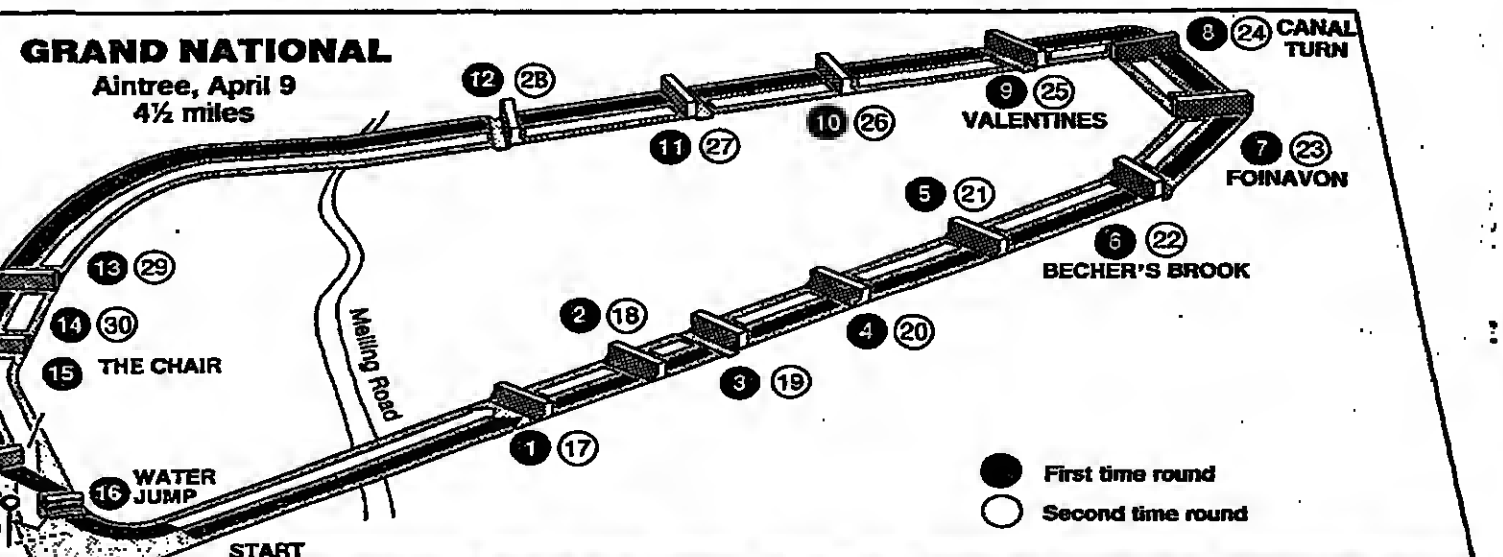 GRAND NATIONAL
Aintree, April 9
4½ miles
12 28
11 27
10 26
9 25
VALENTINES
8 24 CANAL
TURN
7 23
FOINAVON
5 21
6 22
BECHER'S BROOK
13 29
14 30
15 THE CHAIR
2 18
4 20
3 19
Melling Road
1 17
16 WATER
JUMP
START
First time round
Second time round